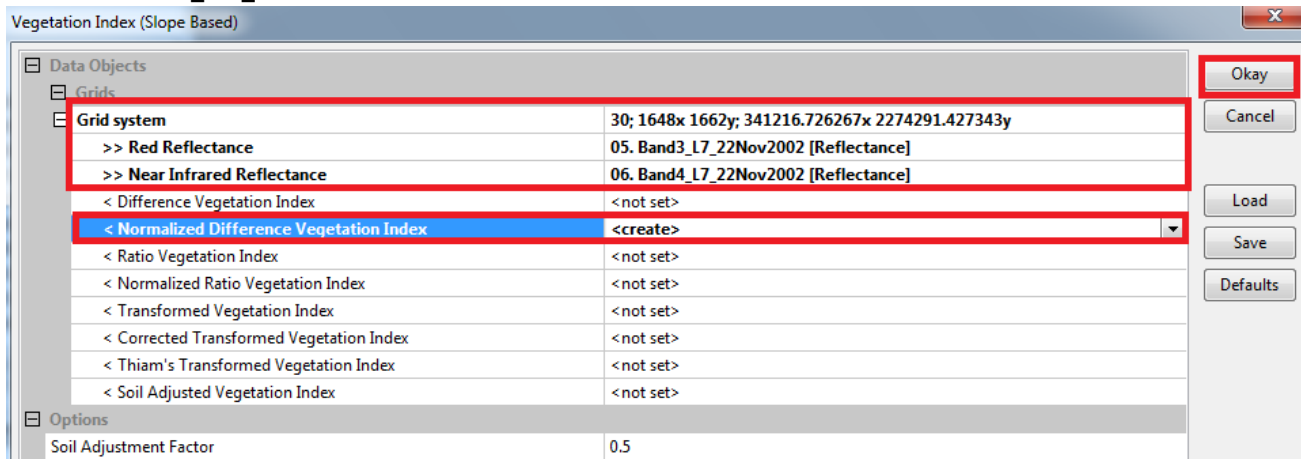 Vegetation Index (Slope Based)
Data Objects
Grids
Grid system 30; 1648x 1662y; 341216.726267x 2274291.427343y
>> Red Reflectance 05. Band3_L7_22Nov2002 [Reflectance]
>> Near Infrared Reflectance 06. Band4_L7_22Nov2002 [Reflectance]
< Difference Vegetation Index <not set>
< Normalized Difference Vegetation Index <create>
< Ratio Vegetation Index <not set>
< Normalized Ratio Vegetation Index <not set>
< Transformed Vegetation Index <not set>
< Corrected Transformed Vegetation Index <not set>
< Thiam's Transformed Vegetation Index <not set>
< Soil Adjusted Vegetation Index <not set>
Options
Soil Adjustment Factor 0.5
Okay
Cancel
Load
Save
Defaults